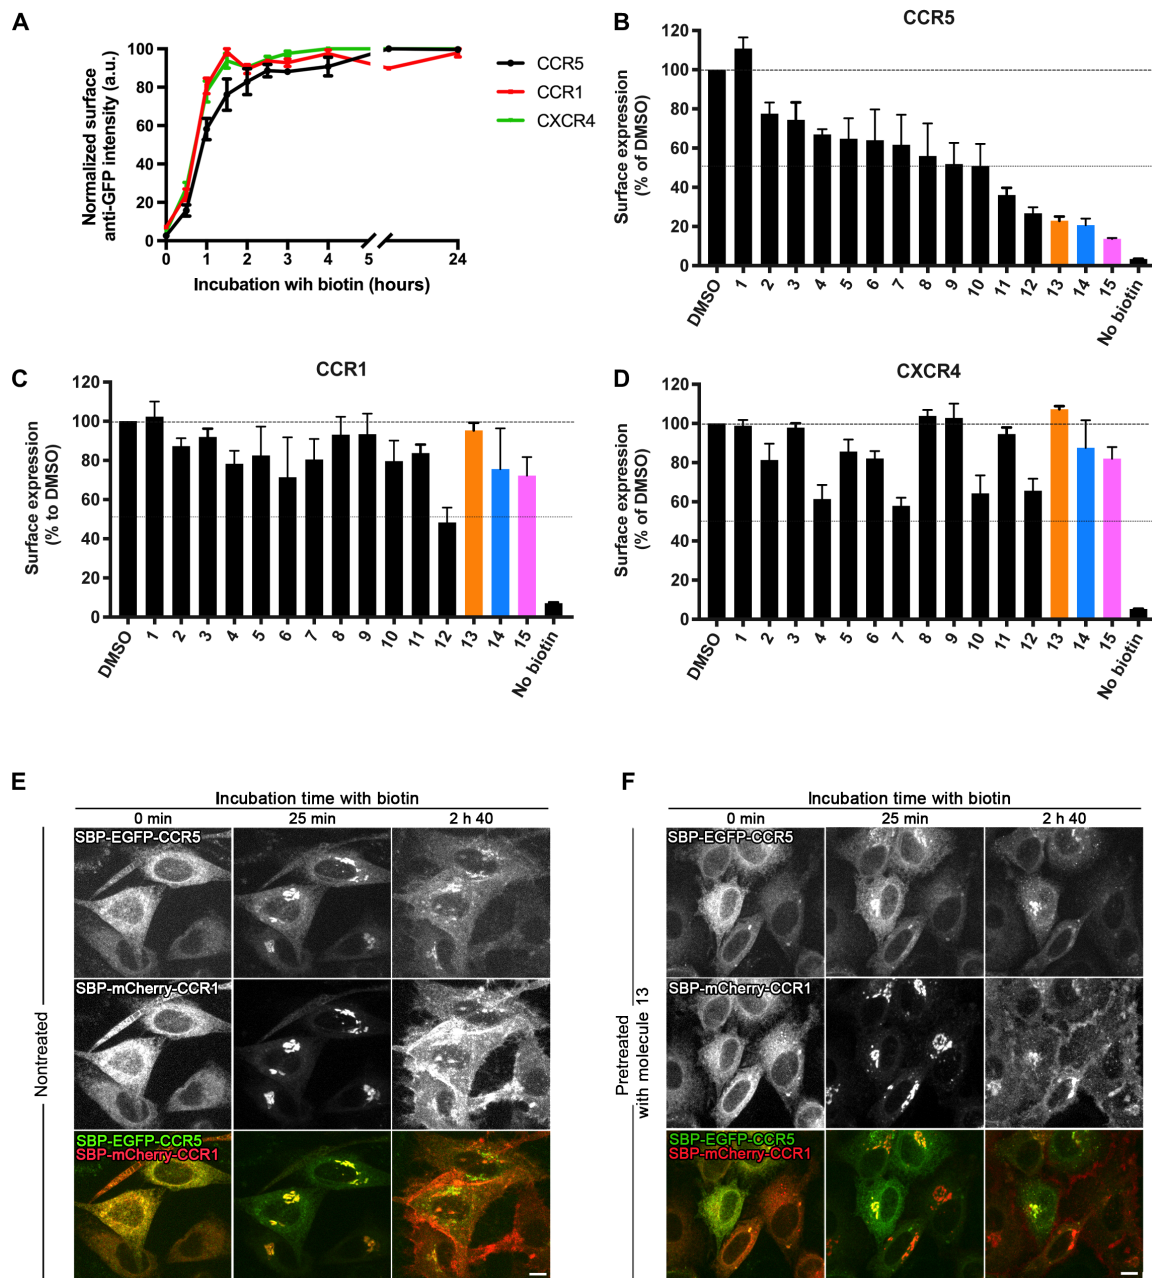 A
Normalized surface
anti-GFP intensity (a.u.)
100
80
60
40
20
0
0
1
2
3
4
5
24
Incubation wih biotin (hours)
CCR5
CCR1
CXCR4
B
CCR5
Surface expression
(% of DMSO)
120
100
80
60
40
20
0
DMSO
1
2
3
4
5
6
7
8
9
10
11
12
13
14
15
No biotin
C
CCR1
Surface expression
(% to DMSO)
120
100
80
60
40
20
0
DMSO
1
2
3
4
5
6
7
8
9
10
11
12
13
14
15
No biotin
D
CXCR4
Surface expression
(% of DMSO)
120
100
80
60
40
20
0
DMSO
1
2
3
4
5
6
7
8
9
10
11
12
13
14
15
No biotin
E
Incubation time with biotin
0 min
25 min
2 h 40
Nontreated
SBP-EGFP-CCR5
SBP-mCherry-CCR1
SBP-EGFP-CCR5
SBP-mCherry-CCR1
F
Incubation time with biotin
0 min
25 min
2 h 40
Pretreated
with molecule 13
SBP-EGFP-CCR5
SBP-mCherry-CCR1
SBP-EGFP-CCR5
SBP-mCherry-CCR1